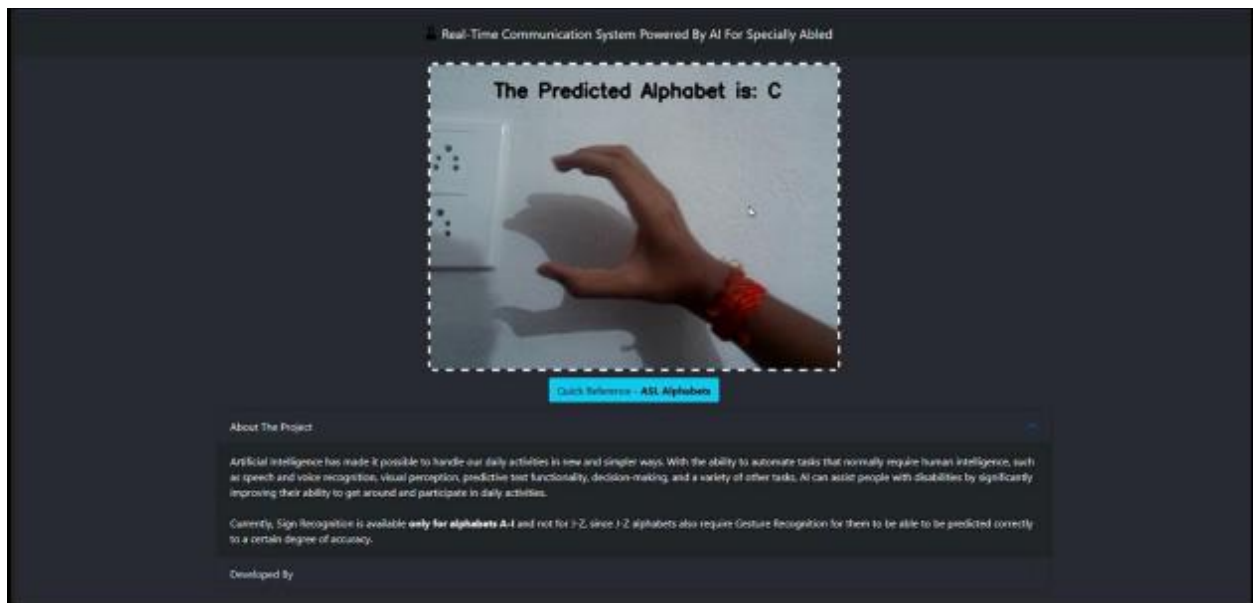 Real-Time Communication System Powered By AI For Specially Abled
The Predicted Alphabet is: C
Quick Reference - ASL Alphabets
About The Project
Artificial Intelligence has made it possible to handle our daily activities in new and simpler ways. With the ability to automate tasks that normally require human intelligence, such
as speech and voice recognition, visual perception, predictive text functionality, decision-making, and a variety of other tasks, AI can assist people with disabilities by significantly
improving their ability to get around and participate in daily activities.
Currently, Sign Recognition is available only for alphabets A-I and not for J-Z, since J-Z alphabets also require Gesture Recognition for them to be able to be predicted correctly
to a certain degree of accuracy.
Developed By